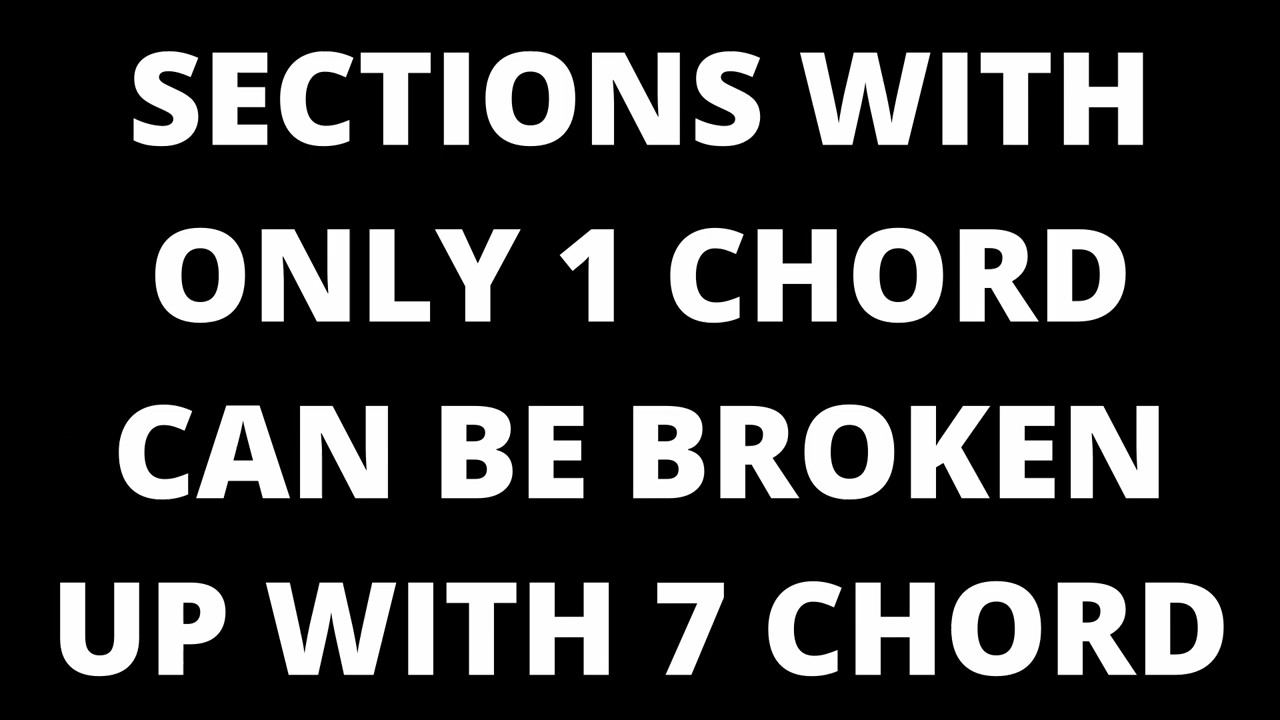 SECTIONS WITH
ONLY 1 CHORD
CAN BE BROKEN
UP WITH 7 CHORD